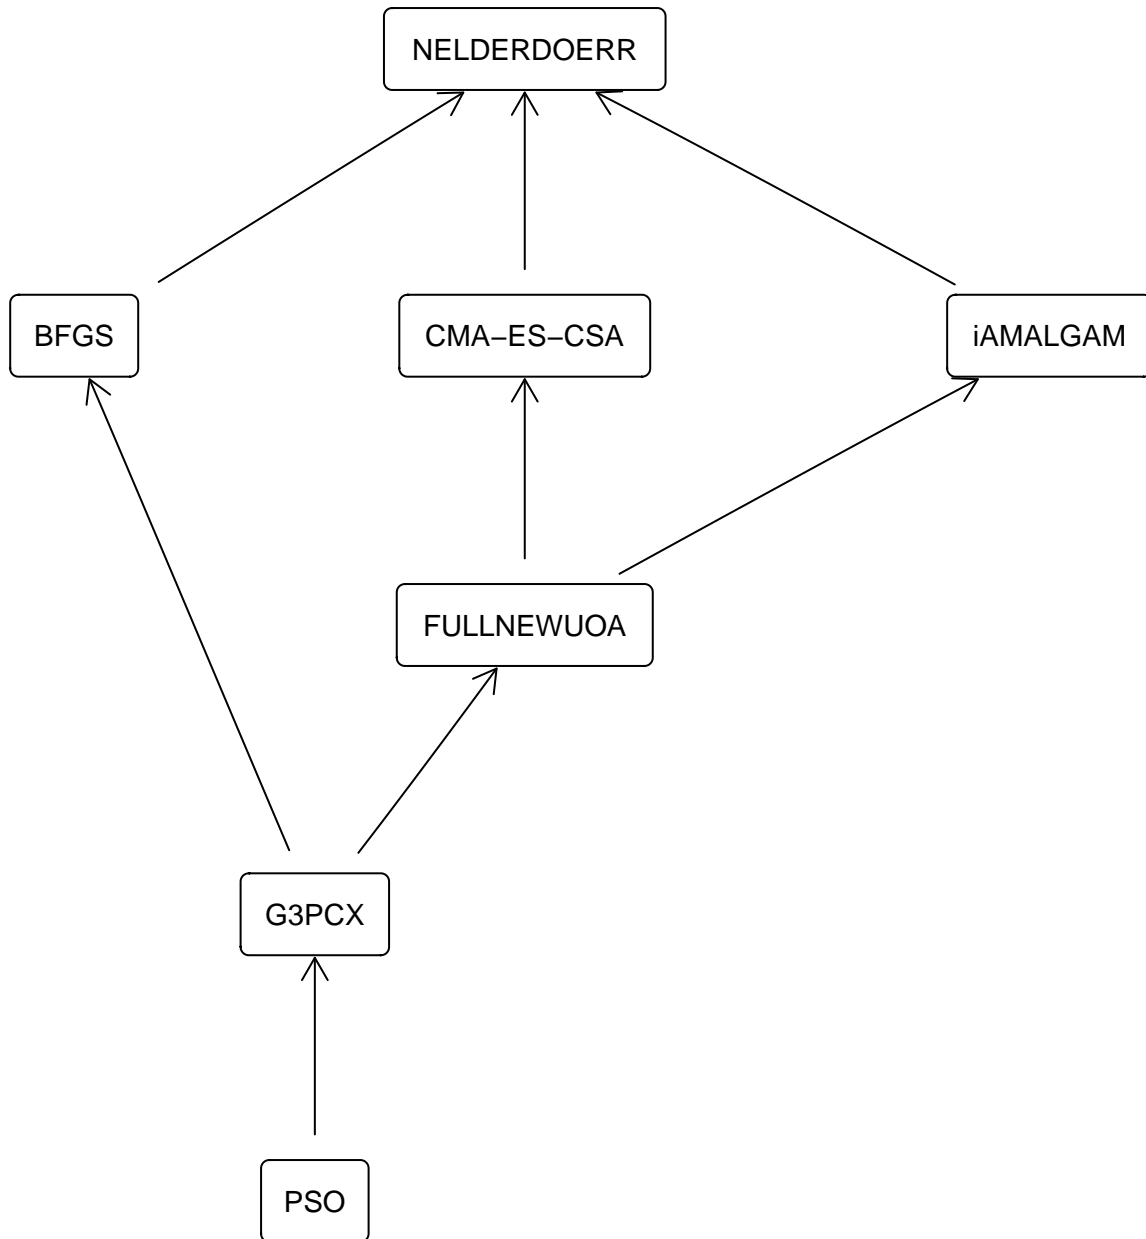 NELDERDOERR
BFGS
CMA−ES−CSA
iAMALGAM
FULLNEWUOA
G3PCX
PSO